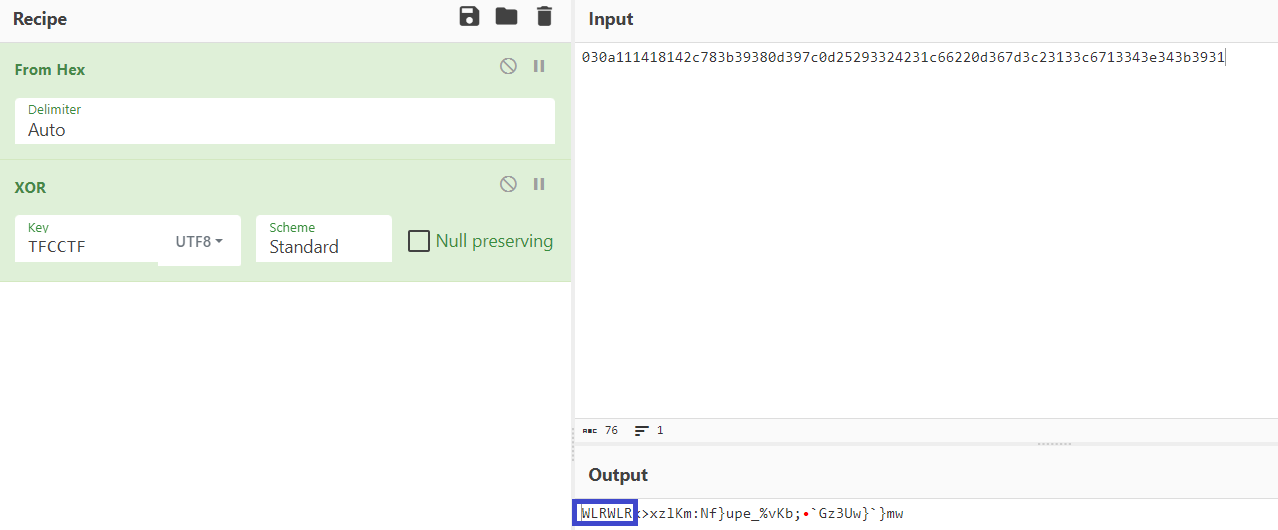 Recipe
Input
From Hex
Delimiter
Auto
XOR
Key
TFCCTF
UTF8
Scheme
Standard
Null preserving
030a111418142c783b39380d397c0d25293324231c66220d367d3c23133c6713343e343b3931
ABC 76 1
Output
WLRWLRx>xzlKm:Nf}upe_%vKb;•`Gz3Uw}`}mw